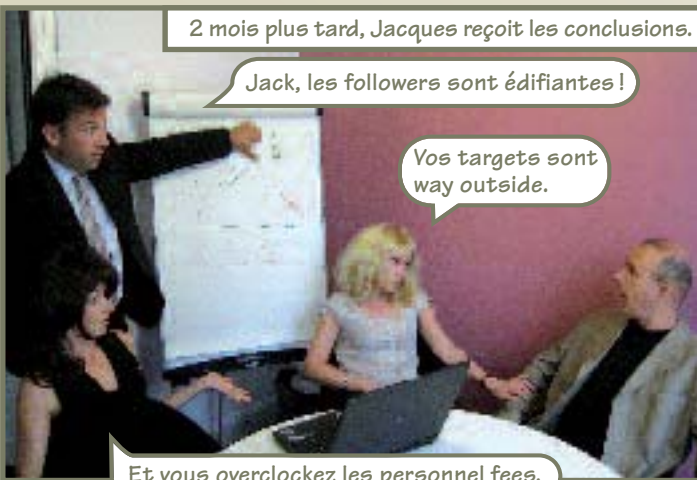 2 mois plus tard, Jacques reçoit les conclusions.
Jack, les followers sont édifiantes !
Vos targets sont
way outside.
Et vous overclockez les personnel fees.